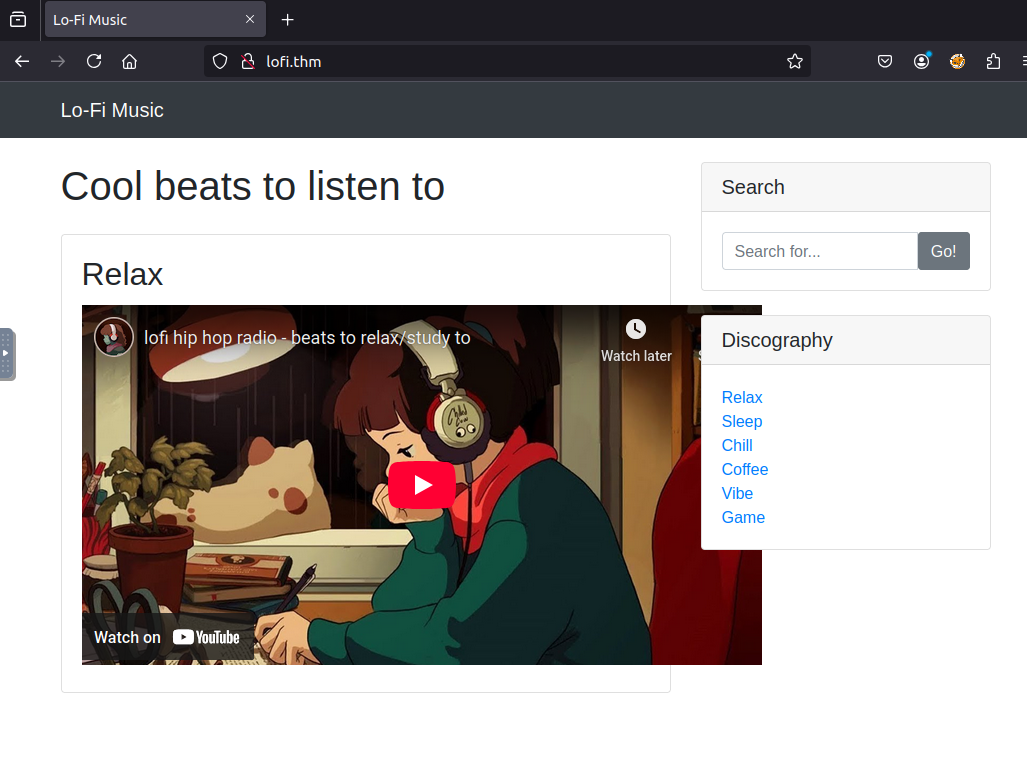 Lo-Fi Music
lofi.thm
Lo-Fi Music
Cool beats to listen to
Relax
lofi hip hop radio - beats to relax/study to
Watch later
Watch on YouTube
Search
Search for...
Go!
Discography
Relax
Sleep
Chill
Coffee
Vibe
Game